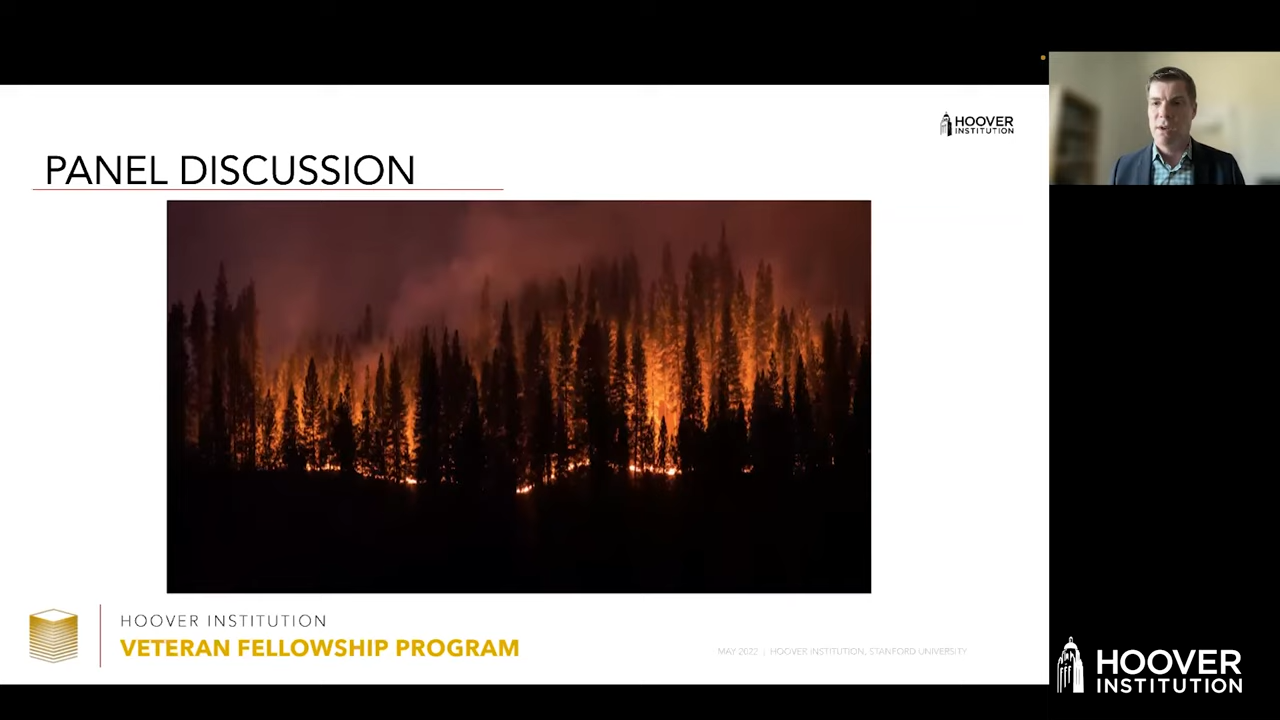 HOOVER
INSTITUTION
PANEL DISCUSSION
HOOVER INSTITUTION
VETERAN FELLOWSHIP PROGRAM
MAY 2022 | HOOVER INSTITUTION, STANFORD UNIVERSITY
HOOVER
INSTITUTION